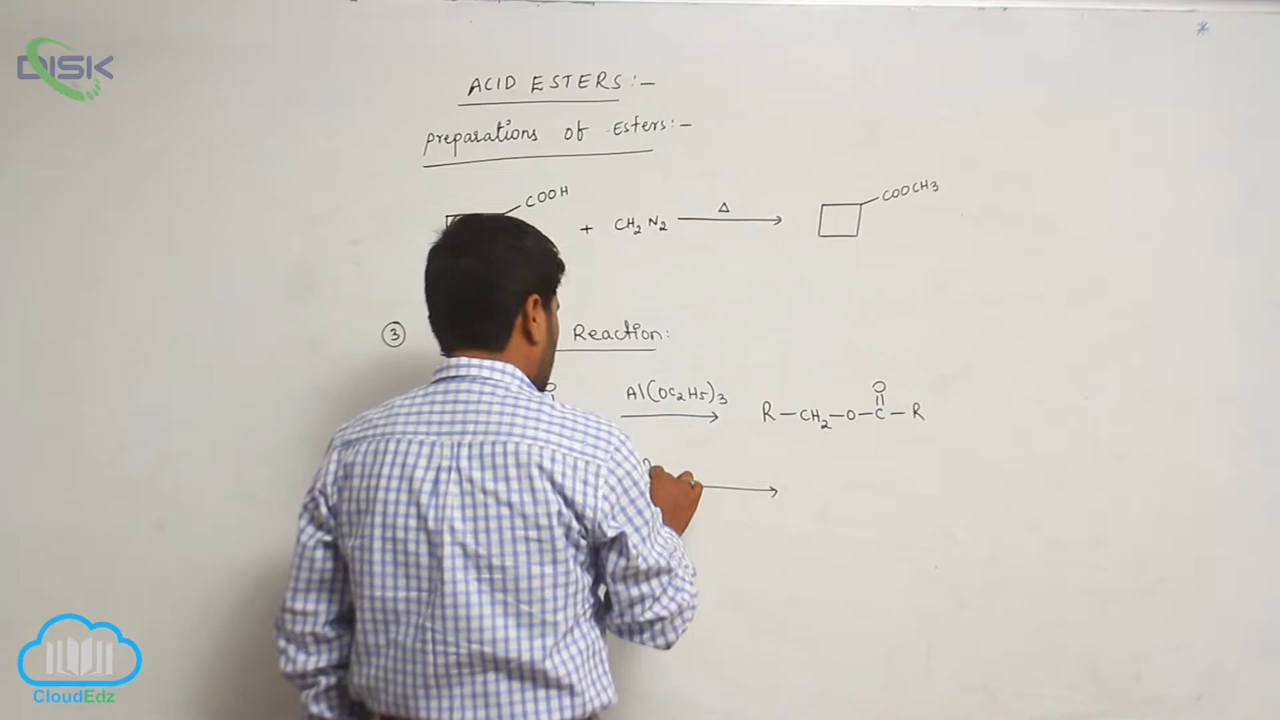 DISK
ACID ESTERS:-
preparations of Esters:-
COOH
+ CH2N2 Δ → COOCH3
③ Reaction:
O Al(OC2H5)3 → R-CH2-O-C-R
O
CloudEdz